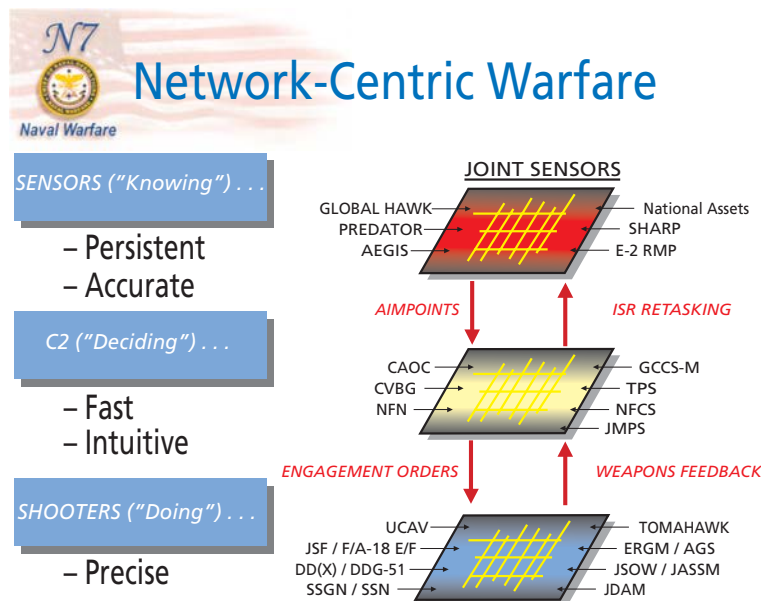 N7
Naval Warfare
Network-Centric Warfare
SENSORS ("Knowing") . . .
– Persistent
– Accurate
C2 ("Deciding") . . .
– Fast
– Intuitive
SHOOTERS ("Doing") . . .
– Precise
JOINT SENSORS
GLOBAL HAWK
PREDATOR
AEGIS
National Assets
SHARP
E-2 RMP
AIMPOINTS
ISR RETASKING
CAOC
CVBG
NFN
GCCS-M
TPS
NFCS
JMPS
ENGAGEMENT ORDERS
WEAPONS FEEDBACK
UCAV
JSF / F/A-18 E/F
DD(X) / DDG-51
SSGN / SSN
TOMAHAWK
ERGM / AGS
JSOW / JASSM
JDAM